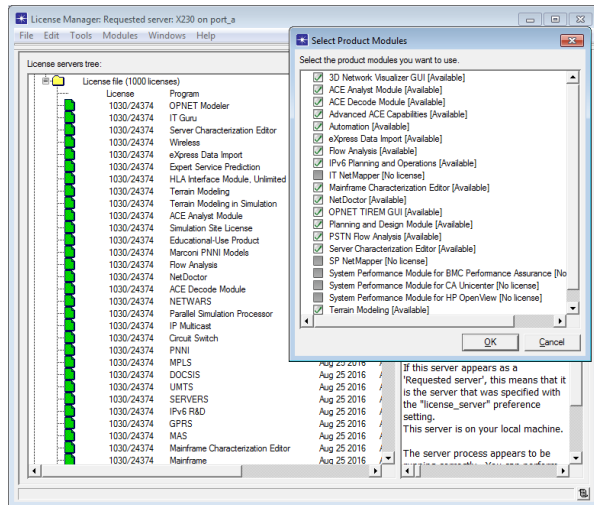 License Manager: Requested server: X230 on port_a
File Edit Tools Modules Windows Help
License servers tree:
License file (1000 licenses)
License Program
1030/24374 OPNET Modeler
1030/24374 IT Guru
1030/24374 Server Characterization Editor
1030/24374 Wireless
1030/24374 eXpress Data Import
1030/24374 Expert Service Prediction
1030/24374 HLA Interface Module, Unlimited
1030/24374 Terrain Modeling
1030/24374 Terrain Modeling in Simulation
1030/24374 ACE Analyst Module
1030/24374 Simulation Site License
1030/24374 Educational-Use Product
1030/24374 Marconi PNNI Models
1030/24374 Flow Analysis
1030/24374 NetDoctor
1030/24374 ACE Decode Module
1030/24374 NETWARS
1030/24374 Parallel Simulation Processor
1030/24374 IP Multicast
1030/24374 Circuit Switch
1030/24374 PNNI
1030/24374 MPLS Aug 25 2016
1030/24374 DOCSIS Aug 25 2016
1030/24374 UMTS Aug 25 2016
1030/24374 SERVERS Aug 25 2016
1030/24374 IPv6 R&D Aug 25 2016
1030/24374 GPRS Aug 25 2016
1030/24374 MAS Aug 25 2016
1030/24374 Mainframe Characterization Editor Aug 25 2016
1030/24374 Mainframe Aug 25 2016
Select Product Modules
Select the product modules you want to use.
3D Network Visualizer GUI [Available]
ACE Analyst Module [Available]
ACE Decode Module [Available]
Advanced ACE Capabilities [Available]
Automation [Available]
eXpress Data Import [Available]
Flow Analysis [Available]
IPv6 Planning and Operations [Available]
IT NetMapper [No license]
Mainframe Characterization Editor [Available]
NetDoctor [Available]
OPNET TIREM GUI [Available]
Planning and Design Module [Available]
PSTN Flow Analysis [Available]
Server Characterization Editor [Available]
SP NetMapper [No license]
System Performance Module for BMC Performance Assurance [No
System Performance Module for CA Unicenter [No license]
System Performance Module for HP OpenView [No license]
Terrain Modeling [Available]
OK Cancel
If this server appears as a
'Requested server', this means that it
is the server that was specified with
the "license_server" preference
setting.
This server is on your local machine.
The server process appears to be